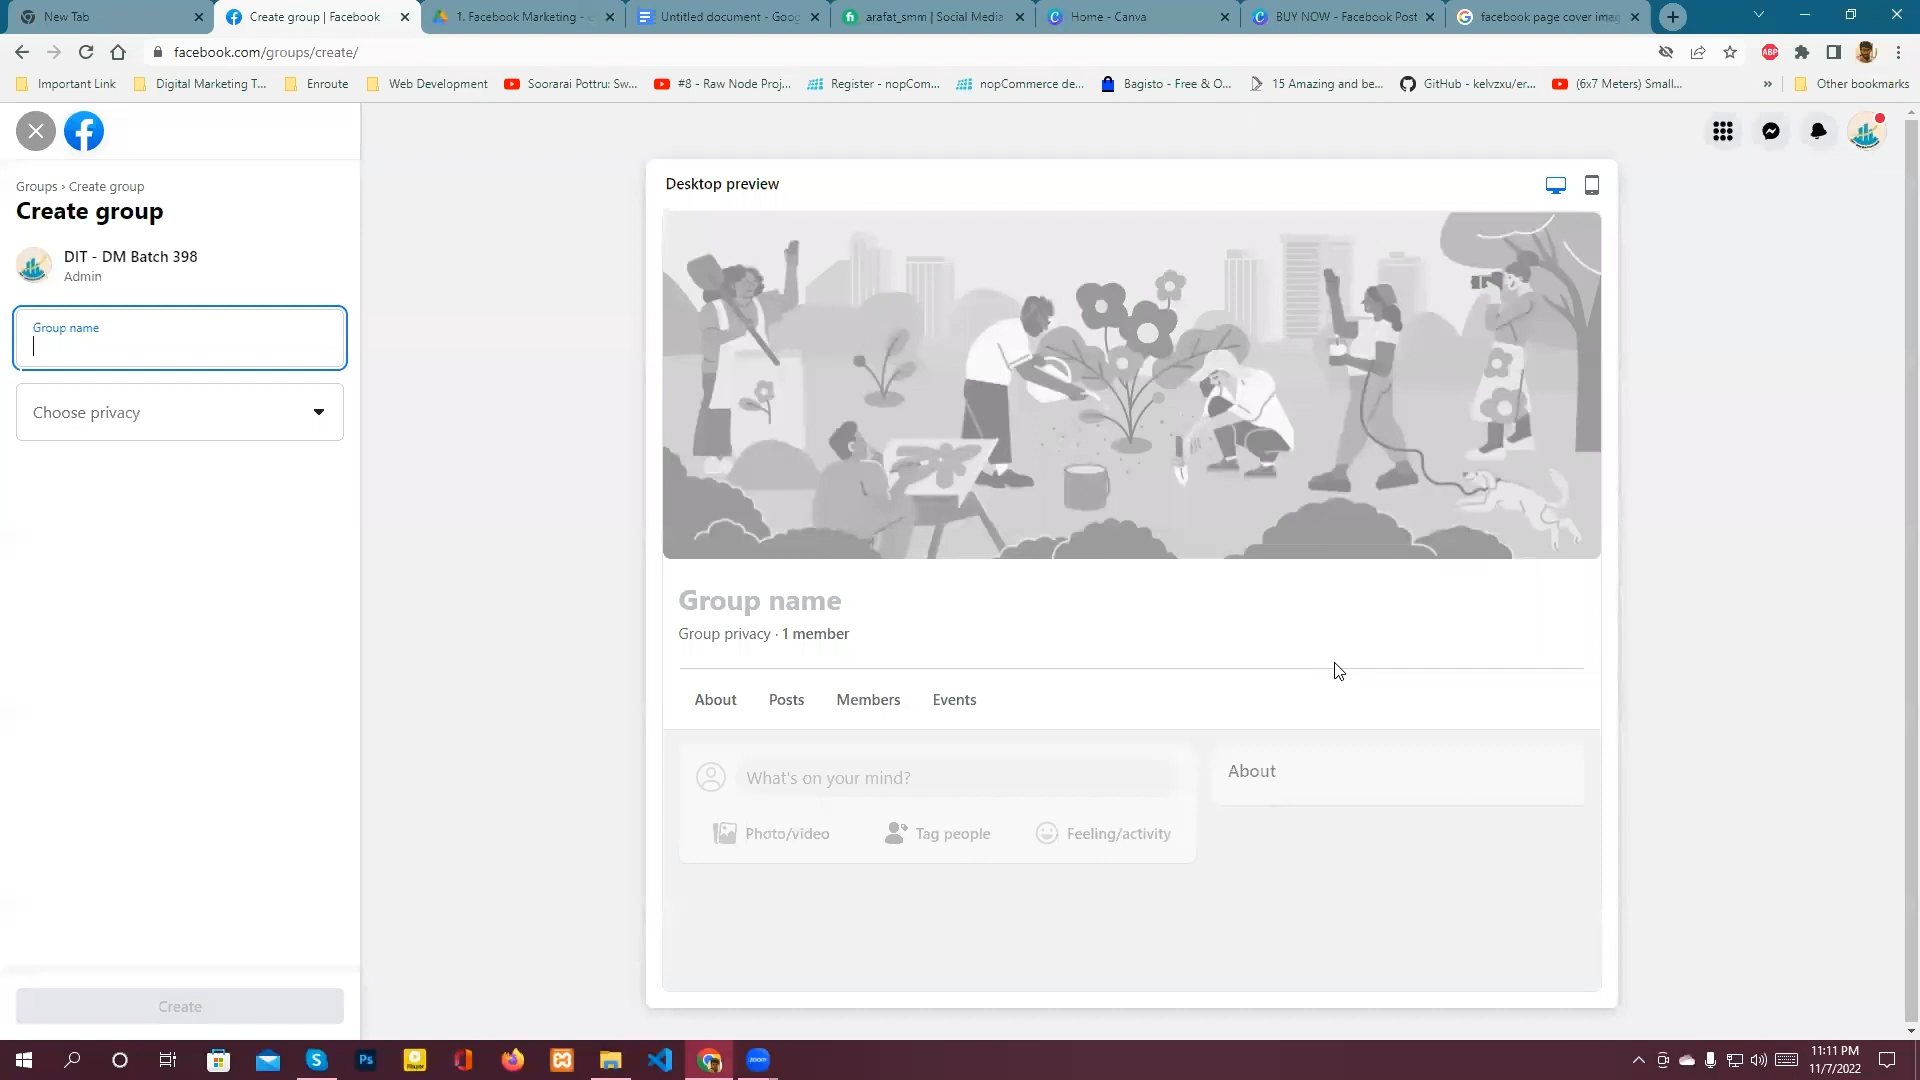 New Tab
Create group | Facebook
1. Facebook Marketing -
Untitled document - Goog
arafat_smm | Social Media
Home - Canva
BUY NOW - Facebook Post
facebook page cover imag
facebook.com/groups/create/
ABP
Important Link
Digital Marketing T...
Enroute
Web Development
Soorarai Pottru: Sw...
#8 - Raw Node Proj...
Register - nopCom...
nopCommerce de...
Bagisto - Free & O...
15 Amazing and be...
GitHub - kelvzxu/er...
(6x7 Meters) Small...
»
Other bookmarks
Groups › Create group
Create group
DIT - DM Batch 398
Admin
Group name
Choose privacy
Create
Desktop preview
Group name
Group privacy · 1 member
About
Posts
Members
Events
What's on your mind?
Photo/video
Tag people
Feeling/activity
About
Ps
zoom
11:11 PM
11/7/2022